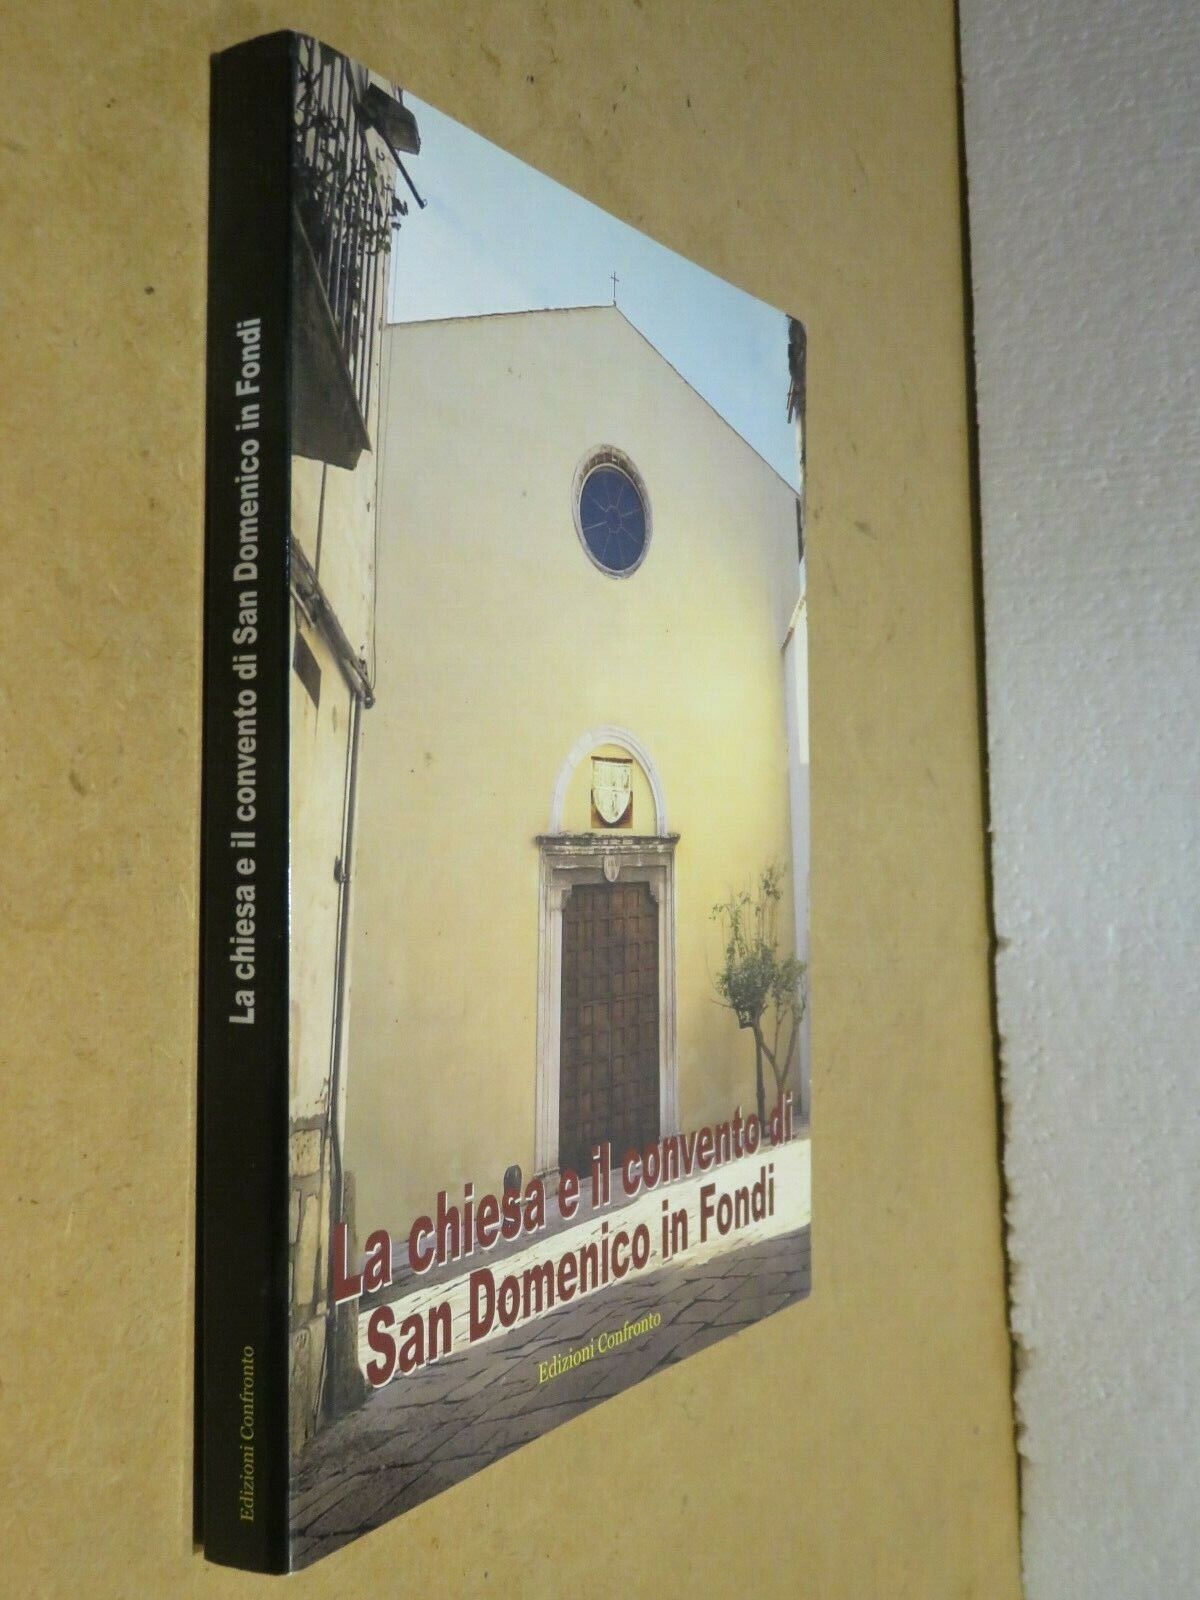 La chiesa e il convento di San Domenico in Fondi
Edizioni Confronto
La chiesa e il convento di
San Domenico in Fondi
Edizioni Confronto